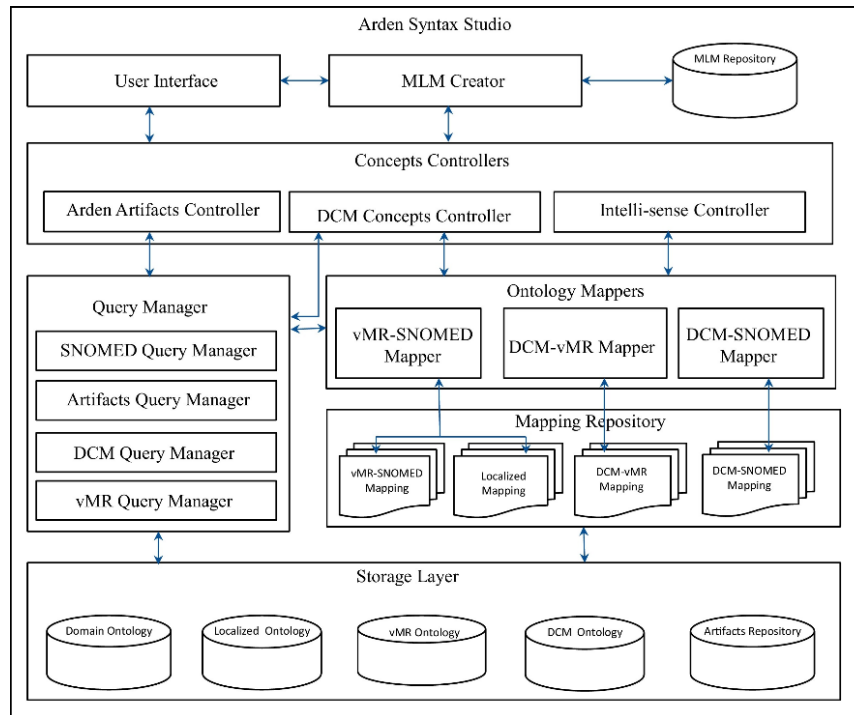 Arden Syntax Studio
User Interface
MLM Creator
MLM Repository
Concepts Controllers
Arden Artifacts Controller
DCM Concepts Controller
Intelli-sense Controller
Query Manager
SNOMED Query Manager
Artifacts Query Manager
DCM Query Manager
vMR Query Manager
Ontology Mappers
vMR-SNOMED
Mapper
DCM-vMR Mapper
DCM-SNOMED
Mapper
Mapping Repository
vMR-SNOMED
Mapping
Localized
Mapping
DCM-vMR
Mapping
DCM-SNOMED
Mapping
Storage Layer
Domain Ontology
Localized Ontology
vMR Ontology
DCM Ontology
Artifacts Repository